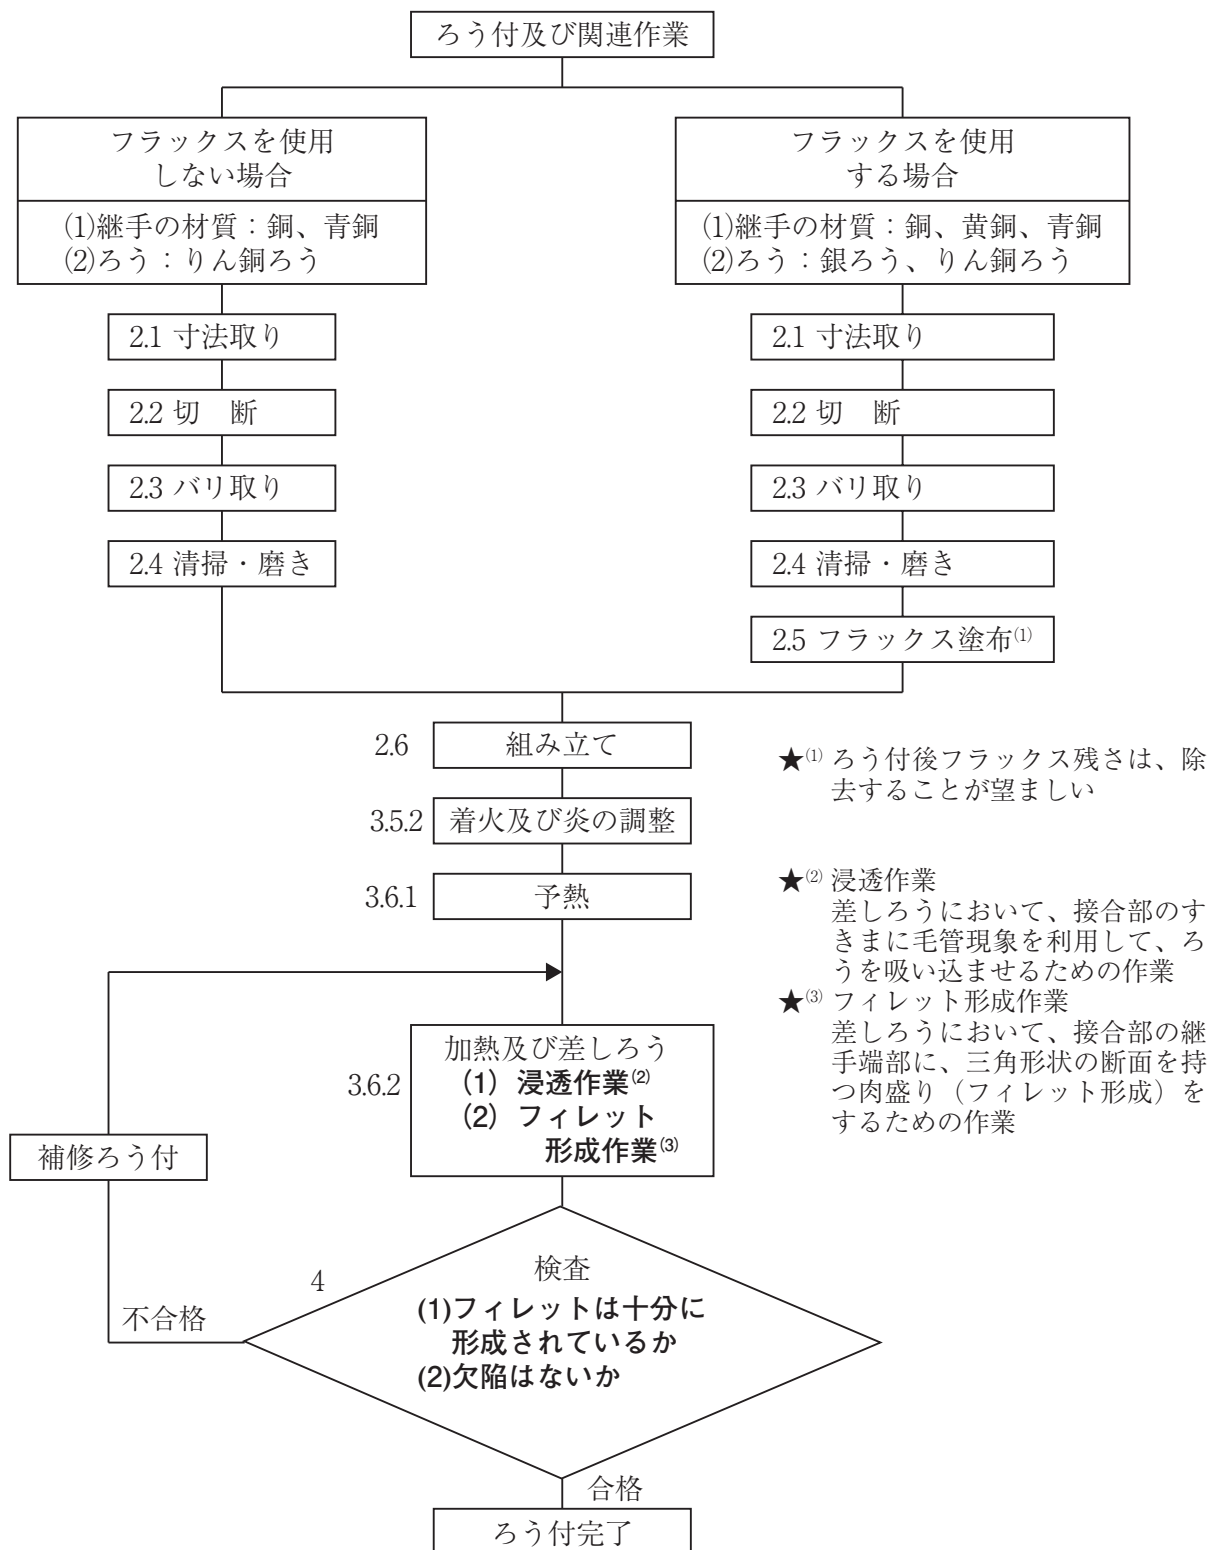 ろう付及び関連作業
フラックスを使用
しない場合
(1)継手の材質：銅、青銅
(2)ろう：りん銅ろう
2.1 寸法取り
2.2 切　断
2.3 バリ取り
2.4 清掃・磨き
フラックスを使用
する場合
(1)継手の材質：銅、黄銅、青銅
(2)ろう：銀ろう、りん銅ろう
2.1 寸法取り
2.2 切　断
2.3 バリ取り
2.4 清掃・磨き
2.5 フラックス塗布(1)
2.6 組み立て
3.5.2 着火及び炎の調整
3.6.1 予熱
3.6.2 加熱及び差しろう
(1) 浸透作業(2)
(2) フィレット
形成作業(3)
補修ろう付
4 検査
(1)フィレットは十分に
形成されているか
(2)欠陥はないか
不合格
合格
ろう付完了
★(1) ろう付後フラックス残さは、除
去することが望ましい
★(2) 浸透作業
差しろうにおいて、接合部のす
きまに毛管現象を利用して、ろ
うを吸い込ませるための作業
★(3) フィレット形成作業
差しろうにおいて、接合部の継
手端部に、三角形状の断面を持
つ肉盛り（フィレット形成）を
するための作業